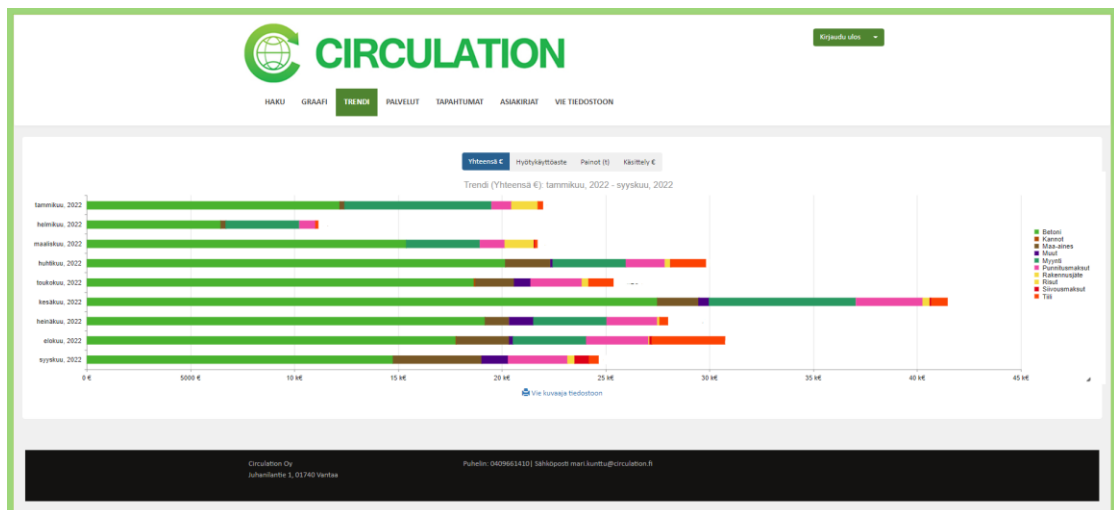 CIRCULATION
Kirjaudu ulos
HAKU GRAAFI TRENDI PALVELUT TAPAHTUMAT ASIAKIRJAT VIE TIEDOSTOON
Yhteensä € Hyötykäyttöaste Painot (t) Käsittely €
Trendi (Yhteensä €): tammikuu, 2022 - syyskuu, 2022
tammikuu, 2022
helmikuu, 2022
maaliskuu, 2022
huhtikuu, 2022
toukokuu, 2022
kesäkuu, 2022
heinäkuu, 2022
elokuu, 2022
syyskuu, 2022
0 € 5000 € 10 k€ 15 k€ 20 k€ 25 k€ 30 k€ 35 k€ 40 k€ 45 k€
Betoni
Kannot
Maa-aines
Muut
Myynti
Punnitusmaksut
Rakennusjäte
Risut
Siivousmaksut
Tiili
Vie kuvaaja tiedostoon
Circulation Oy
Juhanilantie 1, 01740 Vantaa
Puhelin: 0409661410| Sähköposti mari.kunttu@circulation.fi